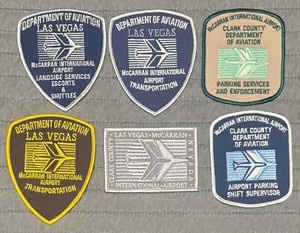 DEPARTMENT OF AVIATION
LAS VEGAS
McCARRAN INTERNATIONAL
AIRPORT
LANDSIDE SERVICES
ESCORTS
&
SHUTTLES
DEPARTMENT OF AVIATION
LAS VEGAS
McCARRAN INTERNATIONAL
AIRPORT
TRANSPORTATION
McCARRAN INTERNATIONAL AIRPORT
CLARK COUNTY
DEPARTMENT
OF AVIATION
PARKING SERVICES
AND ENFORCEMENT
DEPARTMENT OF AVIATION
LAS VEGAS
McCARRAN INTERNATIONAL
AIRPORT
TRANSPORTATION
LAS VEGAS • McCARRAN
CLARK COUNTY
NEVADA
INTERNATIONAL • AIRPORT
McCARRAN INTERNATIONAL AIRPORT
CLARK COUNTY
DEPARTMENT
OF AVIATION
AIRPORT PARKING
SHIFT SUPERVISOR